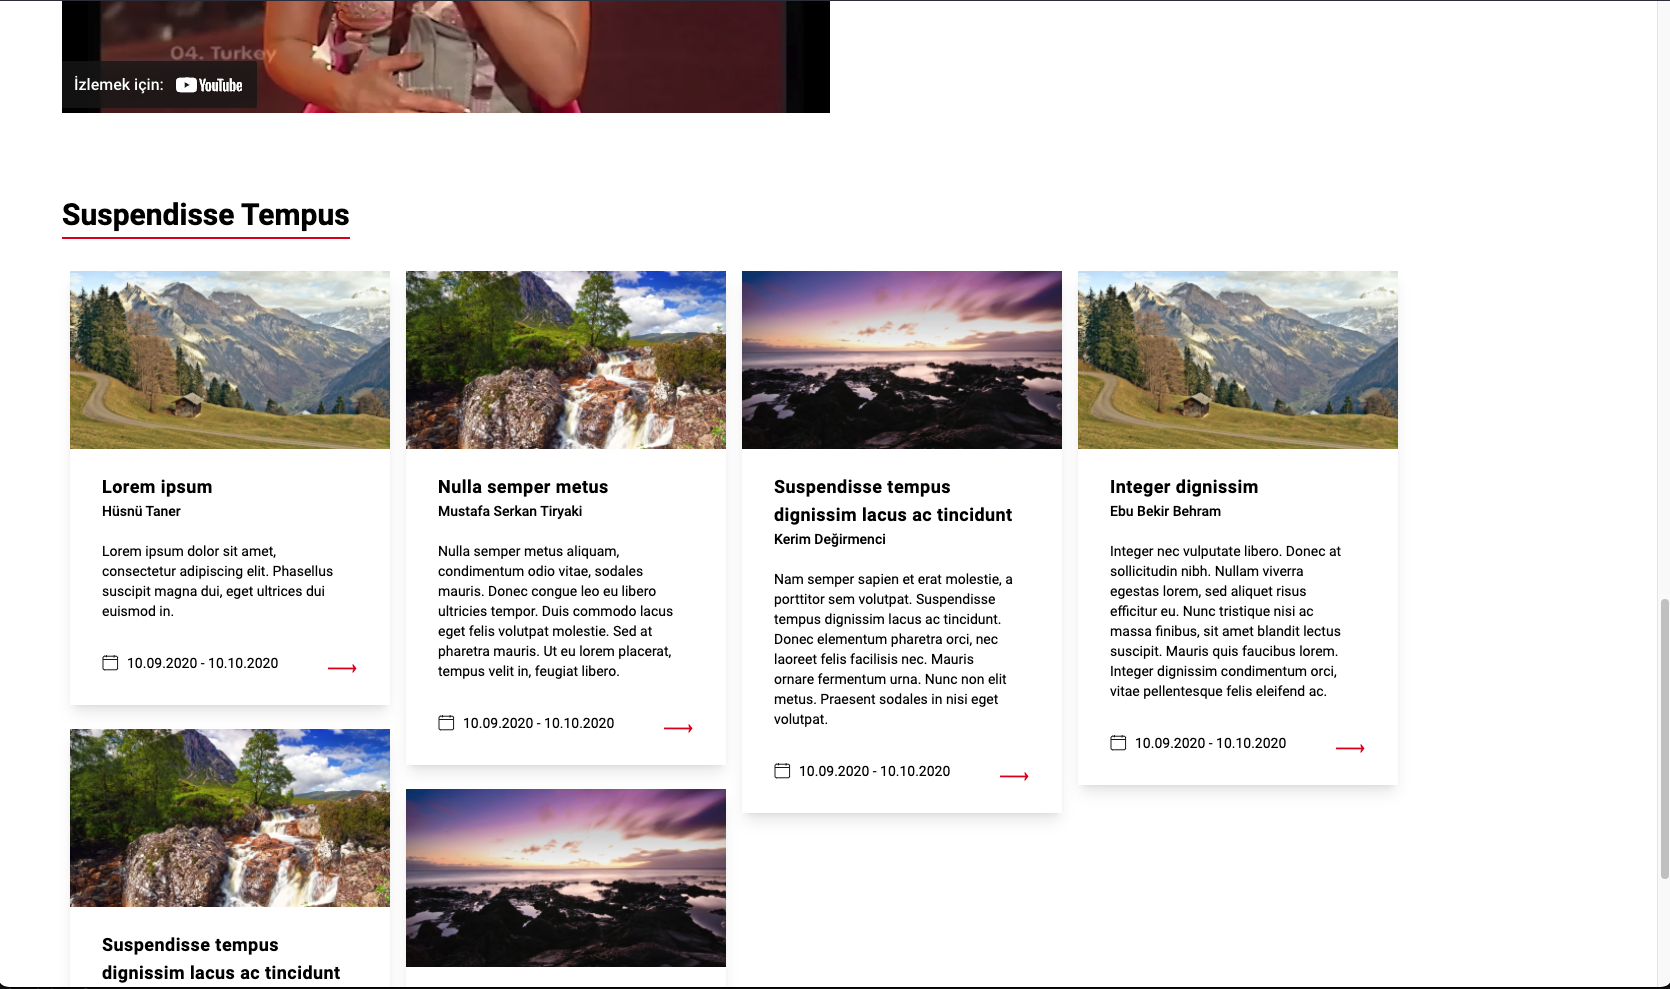 04. Turkey
İzlemek için: YouTube
Suspendisse Tempus
Lorem ipsum
Hüsnü Taner
Lorem ipsum dolor sit amet,
consectetur adipiscing elit. Phasellus
suscipit magna dui, eget ultrices dui
euismod in.
10.09.2020 - 10.10.2020
Nulla semper metus
Mustafa Serkan Tiryaki
Nulla semper metus aliquam,
condimentum odio vitae, sodales
mauris. Donec congue leo eu libero
ultricies tempor. Duis commodo lacus
eget felis volutpat molestie. Sed at
pharetra mauris. Ut eu lorem placerat,
tempus velit in, feugiat libero.
10.09.2020 - 10.10.2020
Suspendisse tempus
dignissim lacus ac tincidunt
Kerim Değirmenci
Nam semper sapien et erat molestie, a
porttitor sem volutpat. Suspendisse
tempus dignissim lacus ac tincidunt.
Donec elementum pharetra orci, nec
laoreet felis facilisis nec. Mauris
ornare fermentum urna. Nunc non elit
metus. Praesent sodales in nisi eget
volutpat.
10.09.2020 - 10.10.2020
Integer dignissim
Ebu Bekir Behram
Integer nec vulputate libero. Donec at
sollicitudin nibh. Nullam viverra
egestas lorem, sed aliquet risus
efficitur eu. Nunc tristique nisi ac
massa finibus, sit amet blandit lectus
suscipit. Mauris quis faucibus lorem.
Integer dignissim condimentum orci,
vitae pellentesque felis eleifend ac.
10.09.2020 - 10.10.2020
Suspendisse tempus
dignissim lacus ac tincidunt